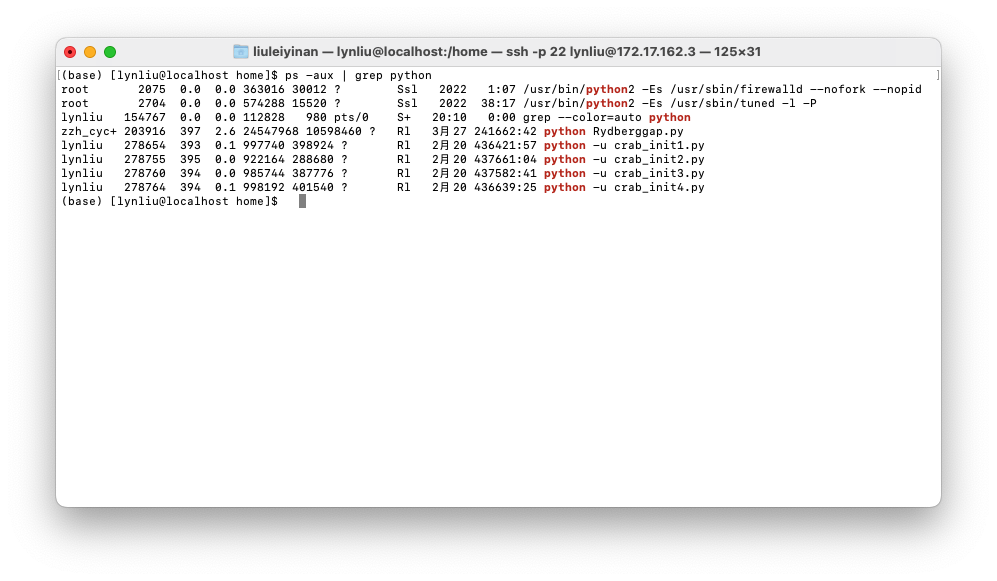 liuleiyinan — lynliu@localhost:/home — ssh -p 22 lynliu@172.17.162.3 — 125×31
[(base) [lynliu@localhost home]$ ps -aux | grep python ]
root 2075 0.0 0.0 363016 30012 ? Ssl 2022 1:07 /usr/bin/python2 -Es /usr/sbin/firewalld --nofork --nopid
root 2704 0.0 0.0 574288 15520 ? Ssl 2022 38:17 /usr/bin/python2 -Es /usr/sbin/tuned -l -P
lynliu 154767 0.0 0.0 112828 980 pts/0 S+ 20:10 0:00 grep --color=auto python
zzh_cyc+ 203916 397 2.6 24547968 10598460 ? Rl 3月27 241662:42 python Rydberggap.py
lynliu 278654 393 0.1 997740 398924 ? Rl 2月20 436421:57 python -u crab_init1.py
lynliu 278755 395 0.0 922164 288680 ? Rl 2月20 437661:04 python -u crab_init2.py
lynliu 278760 394 0.0 985744 387776 ? Rl 2月20 437582:41 python -u crab_init3.py
lynliu 278764 394 0.1 998192 401540 ? Rl 2月20 436639:25 python -u crab_init4.py
(base) [lynliu@localhost home]$